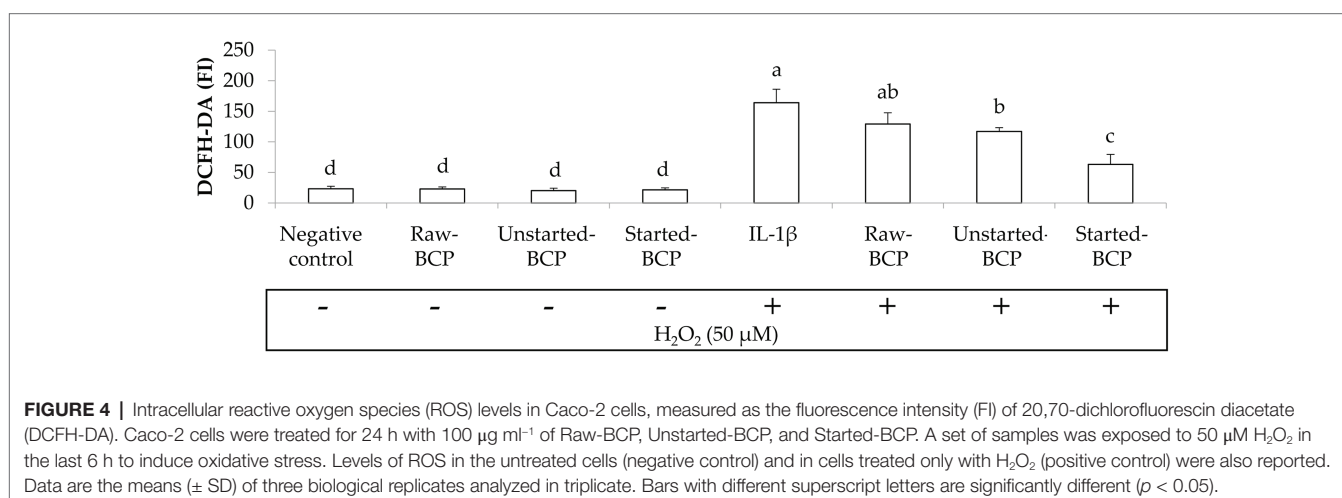 250
200
150
100
50
0
DCFH-DA (FI)
d d d d a ab b c
Negative Raw- Unstarted- Started- IL-1β Raw- Unstarted- Started-
control BCP BCP BCP BCP BCP BCP
- - - - + + + +
H₂O₂ (50 μM)
FIGURE 4 | Intracellular reactive oxygen species (ROS) levels in Caco-2 cells, measured as the fluorescence intensity (FI) of 20,70-dichlorofluorescin diacetate
(DCFH-DA). Caco-2 cells were treated for 24 h with 100 μg ml⁻¹ of Raw-BCP, Unstarted-BCP, and Started-BCP. A set of samples was exposed to 50 μM H₂O₂ in
the last 6 h to induce oxidative stress. Levels of ROS in the untreated cells (negative control) and in cells treated only with H₂O₂ (positive control) were also reported.
Data are the means (± SD) of three biological replicates analyzed in triplicate. Bars with different superscript letters are significantly different (p < 0.05).